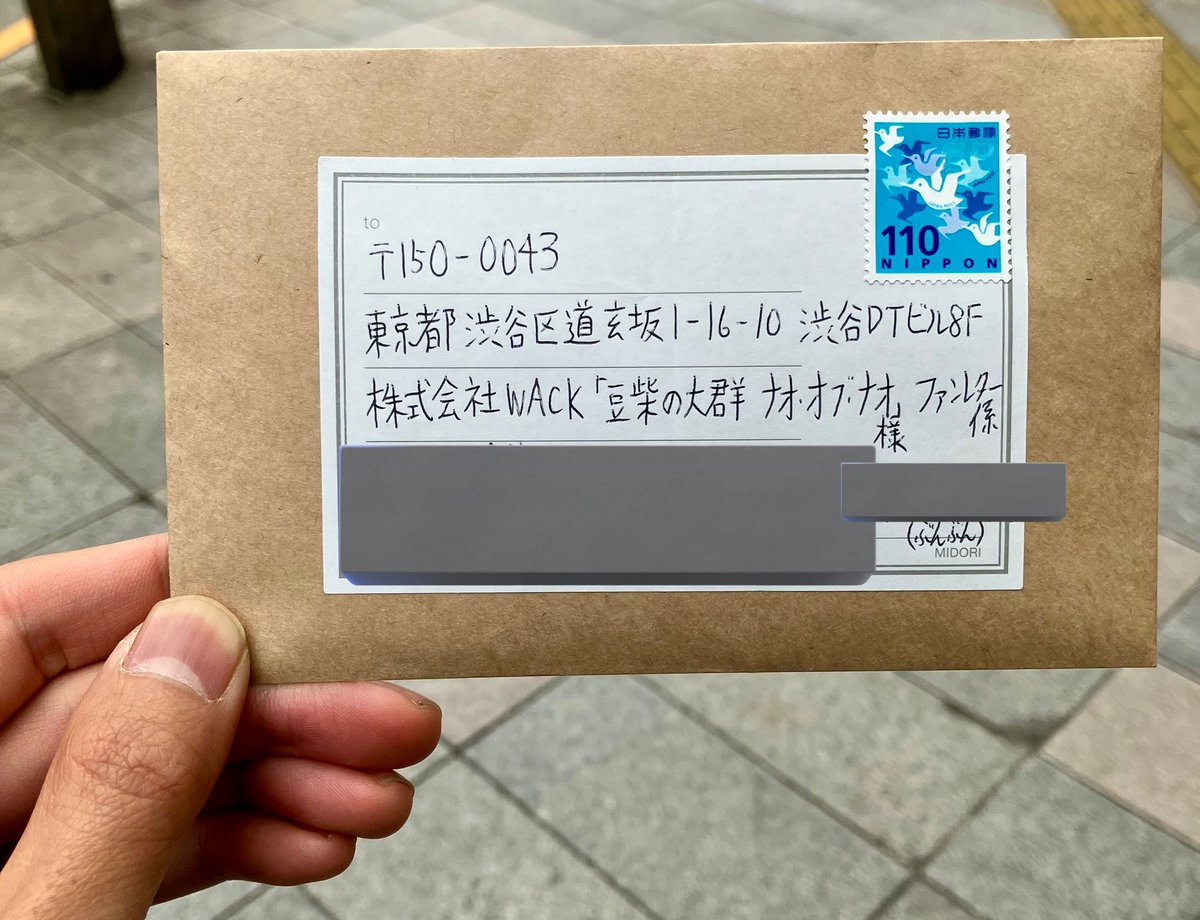 to
〒150-0043
東京都渋谷区道玄坂1-16-10 渋谷DTビル8F
株式会社WACK「豆柴の大群 ナオ・オブ・ナオ」様 ファンレター係
(ぶんぶん)
MIDORI
日本郵便
110
NIPPON